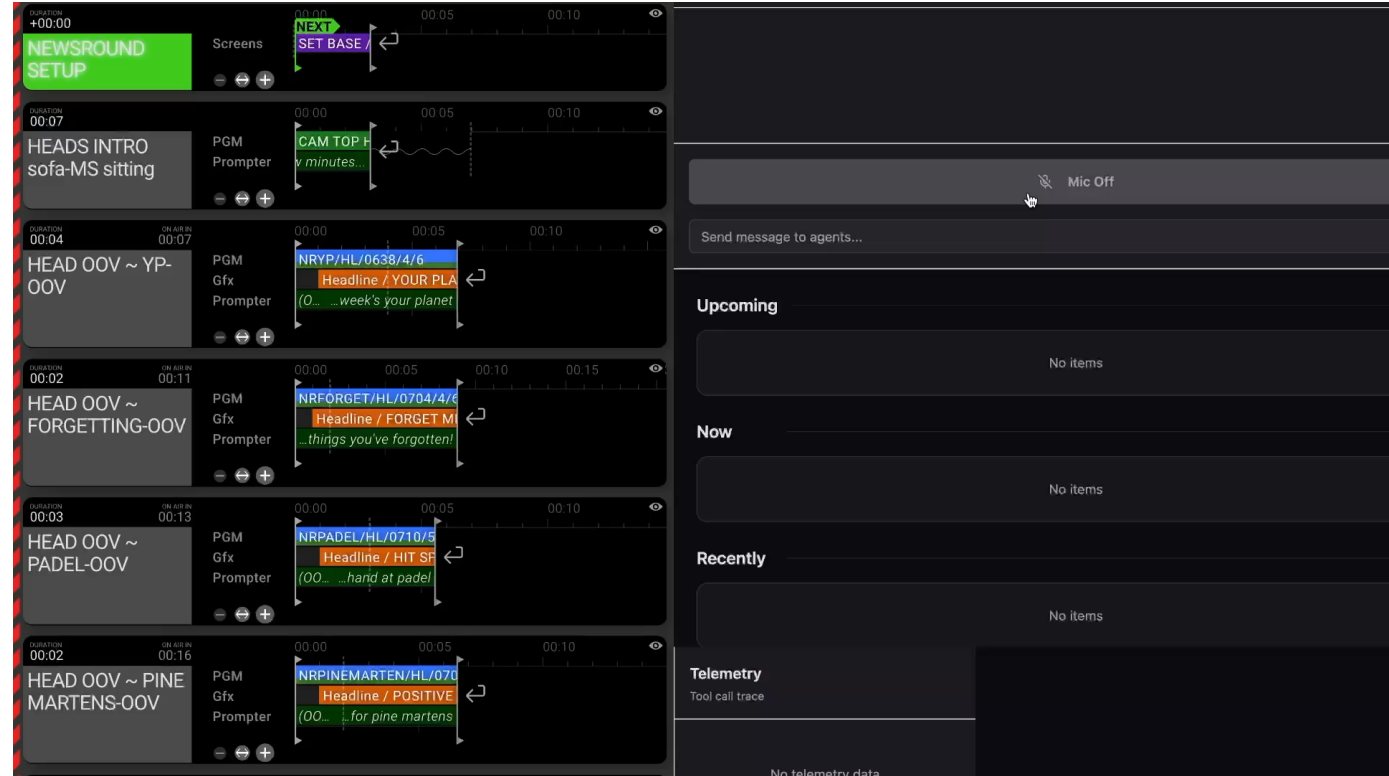 DURATION
+00:00
NEWSROUND
SETUP
Screens
00:00 00:05 00:10
NEXT
SET BASE /
DURATION
00:07
HEADS INTRO
sofa-MS sitting
PGM
Prompter
00:00 00:05 00:10
CAM TOP H
w minutes...
DURATION ON AIR IN
00:04 00:07
HEAD OOV ~ YP-
OOV
PGM
Gfx
Prompter
00:00 00:05 00:10
NRYP/HL/0638/4/6
Headline / YOUR PLA
(O... ...week's your planet
DURATION ON AIR IN
00:02 00:11
HEAD OOV ~
FORGETTING-OOV
PGM
Gfx
Prompter
00:00 00:05 00:10 00:15
NRFORGET/HL/0704/4/6
Headline / FORGET ME
...things you've forgotten!
DURATION ON AIR IN
00:03 00:13
HEAD OOV ~
PADEL-OOV
PGM
Gfx
Prompter
00:00 00:05 00:10
NRPADEL/HL/0710/5
Headline / HIT SP
(OO... ...hand at padel
DURATION ON AIR IN
00:02 00:16
HEAD OOV ~ PINE
MARTENS-OOV
PGM
Gfx
Prompter
00:00 00:05 00:10
NRPINEMARTEN/HL/070
Headline / POSITIVE
(OO... ...for pine martens
Mic Off
Send message to agents...
Upcoming
No items
Now
No items
Recently
No items
Telemetry
Tool call trace
No telemetry data